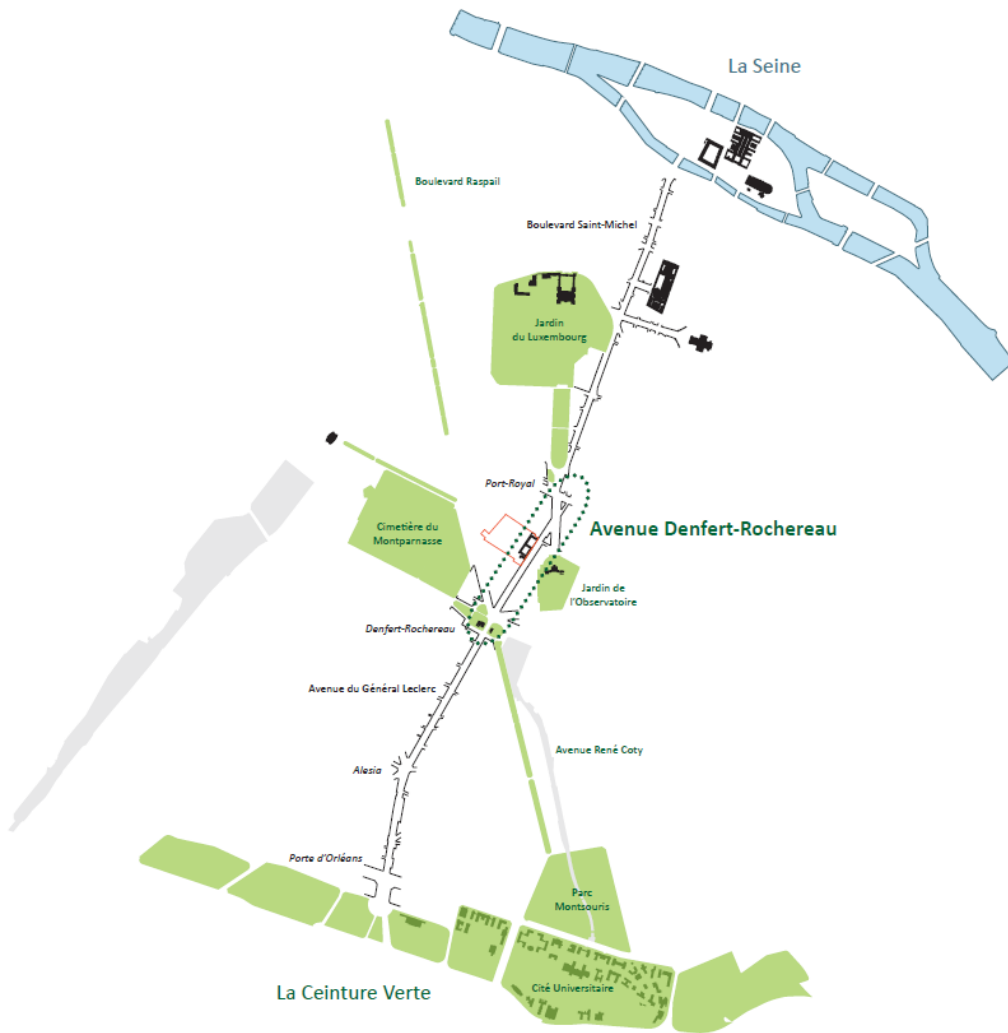 La Seine
Boulevard Raspail
Boulevard Saint-Michel
Jardin
du Luxembourg
Port-Royal
Avenue Denfert-Rochereau
Cimetière du
Montparnasse
Jardin de
l'Observatoire
Denfert-Rochereau
Avenue du Général Leclerc
Avenue René Coty
Alesia
Porte d'Orléans
Parc
Montsouris
Cité Universitaire
La Ceinture Verte